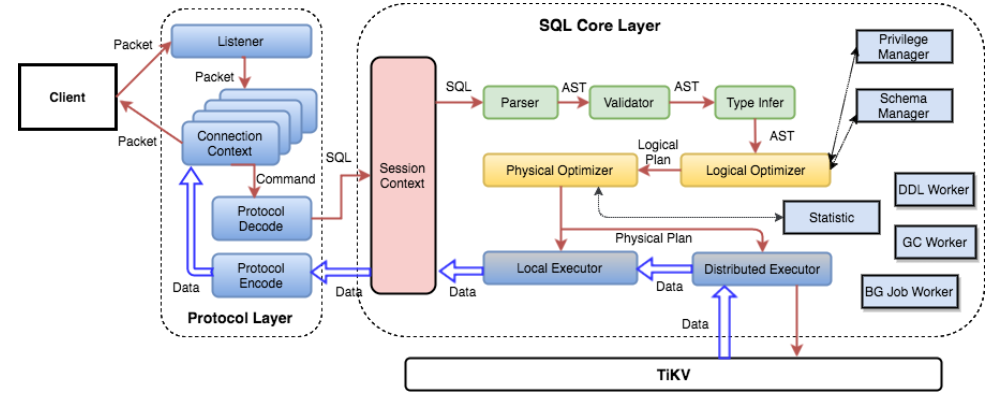 SQL Core Layer
Listener
Packet
Privilege
Manager
Client
Packet
SQL
AST
AST
Parser
Validator
Type Infer
Schema
Manager
Packet
Connection
Context
SQL
AST
Logical
Plan
Command
Session
Context
Physical Optimizer
Logical Optimizer
DDL Worker
Protocol
Decode
Statistic
Physical Plan
GC Worker
Protocol
Encode
Data
Data
Local Executor
Data
Data
Distributed Executor
BG Job Worker
Protocol Layer
Data
TiKV